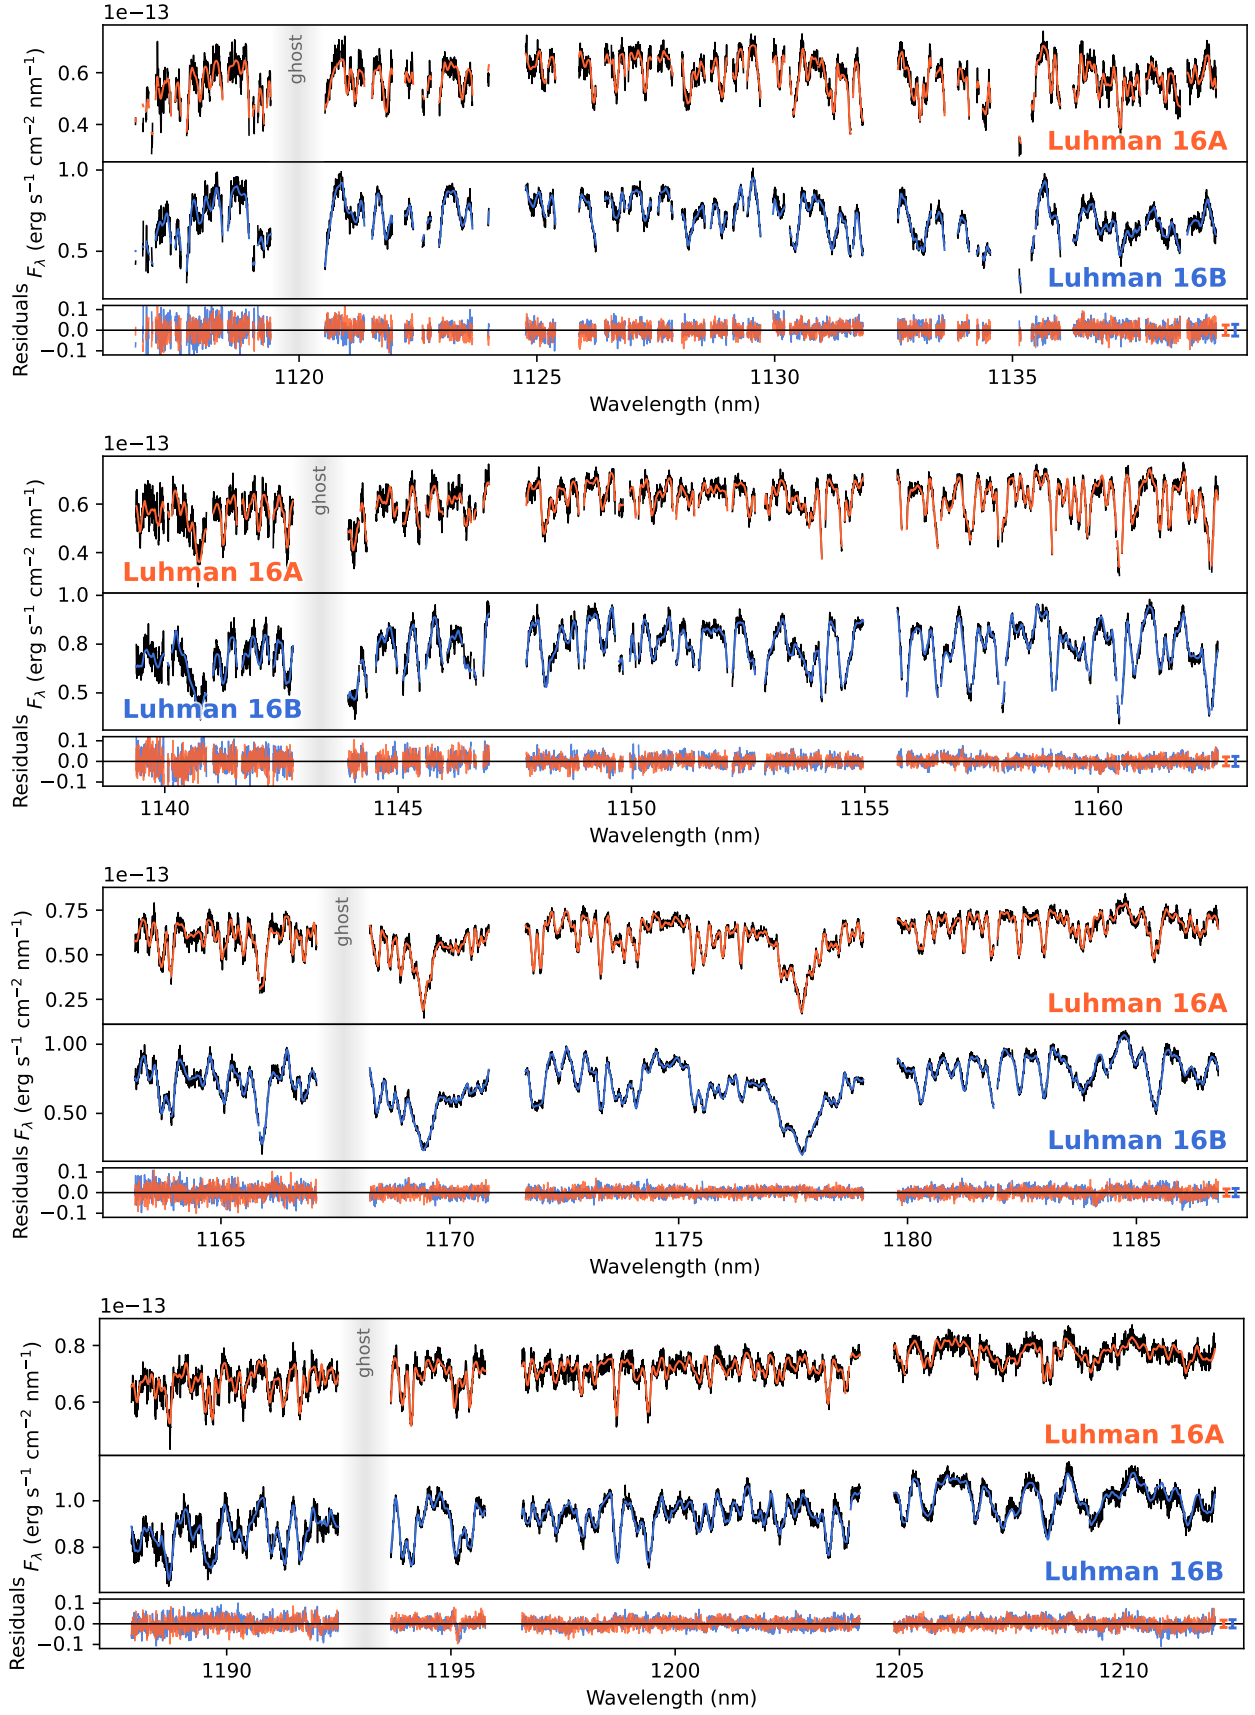 1e−13
ghost
0.6
0.4
Luhman 16A
1.0
0.5
Luhman 16B
F_λ (erg s⁻¹ cm⁻² nm⁻¹)
0.1
0.0
−0.1
Residuals
1120 1125 1130 1135
Wavelength (nm)
1e−13
ghost
0.6
0.4
Luhman 16A
1.0
0.8
0.5
Luhman 16B
F_λ (erg s⁻¹ cm⁻² nm⁻¹)
0.1
0.0
−0.1
Residuals
1140 1145 1150 1155 1160
Wavelength (nm)
1e−13
ghost
0.75
0.50
0.25
Luhman 16A
1.00
0.50
Luhman 16B
F_λ (erg s⁻¹ cm⁻² nm⁻¹)
0.1
0.0
−0.1
Residuals
1165 1170 1175 1180 1185
Wavelength (nm)
1e−13
ghost
0.8
0.6
Luhman 16A
1.0
0.8
Luhman 16B
F_λ (erg s⁻¹ cm⁻² nm⁻¹)
0.1
0.0
−0.1
Residuals
1190 1195 1200 1205 1210
Wavelength (nm)